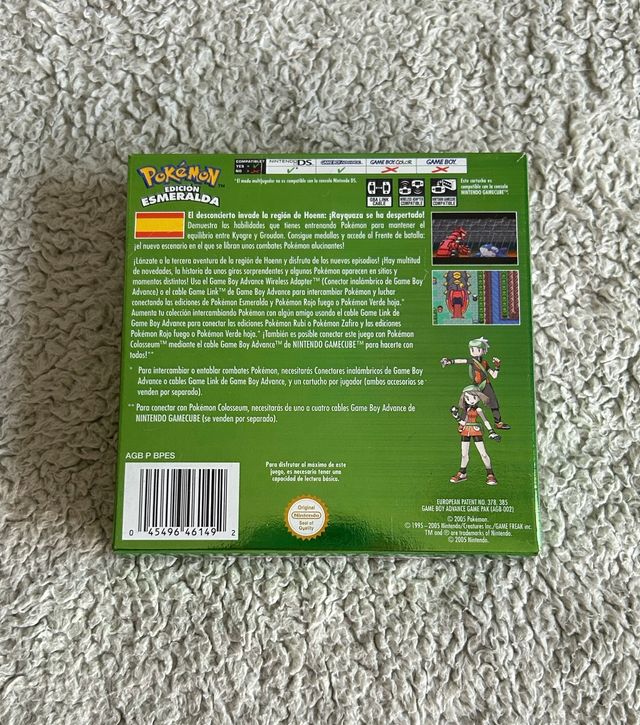 POKéMON™
EDICIÓN
ESMERALDA
COMPATIBLE?
YES ✓
NO ✗
NINTENDO DS
GAME BOY ADVANCE
GAME BOY COLOR
GAME BOY
*El modo multijugador no es compatible con la consola Nintendo DS.
GBA LINK
CABLE
WIRELESS ADAPTER
COMPATIBLE
NINTENDO GAMECUBE
COMPATIBLE
Este cartucho es
compatible con la consola
NINTENDO GAMECUBE™
El desconcierto invade la región de Hoenn: ¡Rayquaza se ha despertado!
Demuestra las habilidades que tienes entrenando Pokémon para mantener el
equilibrio entre Kyogre y Groudon. Consigue medallas y accede al Frente de batalla:
¡el nuevo escenario en el que se libran unos combates Pokémon alucinantes!
¡Lánzate a la tercera aventura de la región de Hoenn y disfruta de los nuevos episodios! ¡Hay multitud
de novedades, la historia da unos giros sorprendentes y algunos Pokémon aparecen en sitios y
momentos distintos! Usa el Game Boy Advance Wireless Adapter™ (Conector inalámbrico de Game Boy
Advance) o el cable Game Link™ de Game Boy Advance para intercambiar Pokémon y luchar
conectando las ediciones de Pokémon Esmeralda y Pokémon Rojo fuego o Pokémon Verde hoja.*
Aumenta tu colección intercambiando Pokémon con algún amigo usando el cable Game Link de
Game Boy Advance para conectar las ediciones Pokémon Rubí o Pokémon Zafiro y las ediciones
Pokémon Rojo fuego o Pokémon Verde hoja.* ¡También es posible conectar este juego con Pokémon
Colosseum™ mediante el cable Game Boy Advance™ de NINTENDO GAMECUBE™ para hacerte con
todos!**
* Para intercambiar o entablar combates Pokémon, necesitarás Conectores inalámbricos de Game Boy
Advance o cables Game Link de Game Boy Advance, y un cartucho por jugador (ambos accesorios se
venden por separado).
** Para conectar con Pokémon Colosseum, necesitarás de uno a cuatro cables Game Boy Advance de
NINTENDO GAMECUBE (se venden por separado).
AGB P BPES
Para disfrutar al máximo de este
juego, es necesario tener una
capacidad de lectura básica.
0 45496 46149 2
Original
Nintendo
Seal of
Quality
EUROPEAN PATENT NO. 378, 385
GAME BOY ADVANCE GAME PAK (AGB-002)
© 2005 Pokémon.
© 1995–2005 Nintendo/Creatures Inc./GAME FREAK inc.
TM and ® are trademarks of Nintendo.
© 2005 Nintendo.